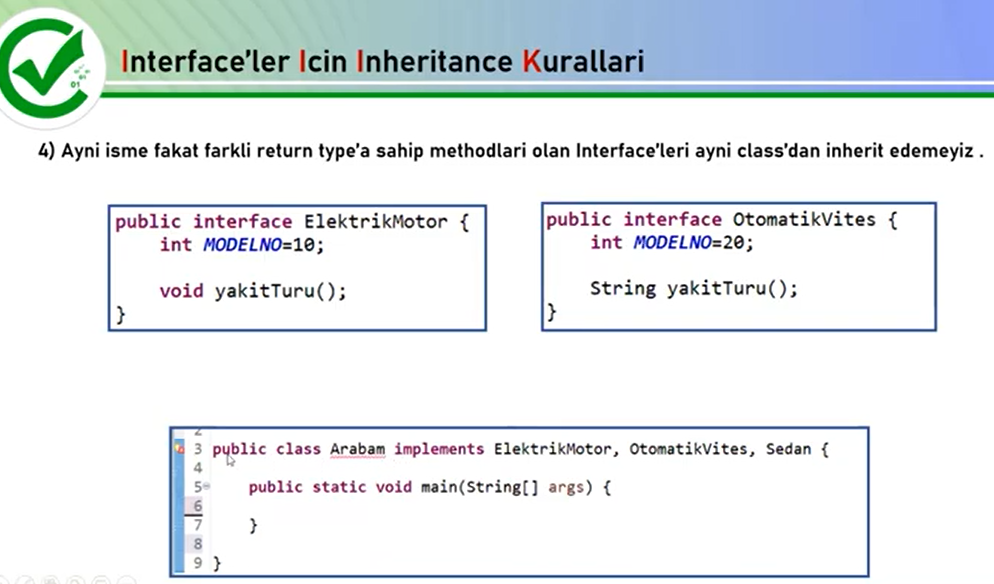 Interface'ler Icin Inheritance Kurallari
01
4) Ayni isme fakat farkli return type'a sahip methodlari olan Interface'leri ayni class'dan inherit edemeyiz .
public interface ElektrikMotor {
int MODELNO=10;
void yakitTuru();
}
public interface OtomatikVites {
int MODELNO=20;
String yakitTuru();
}
2
3 public class Arabam implements ElektrikMotor, OtomatikVites, Sedan {
4
5 public static void main(String[] args) {
6
7 }
8
9 }